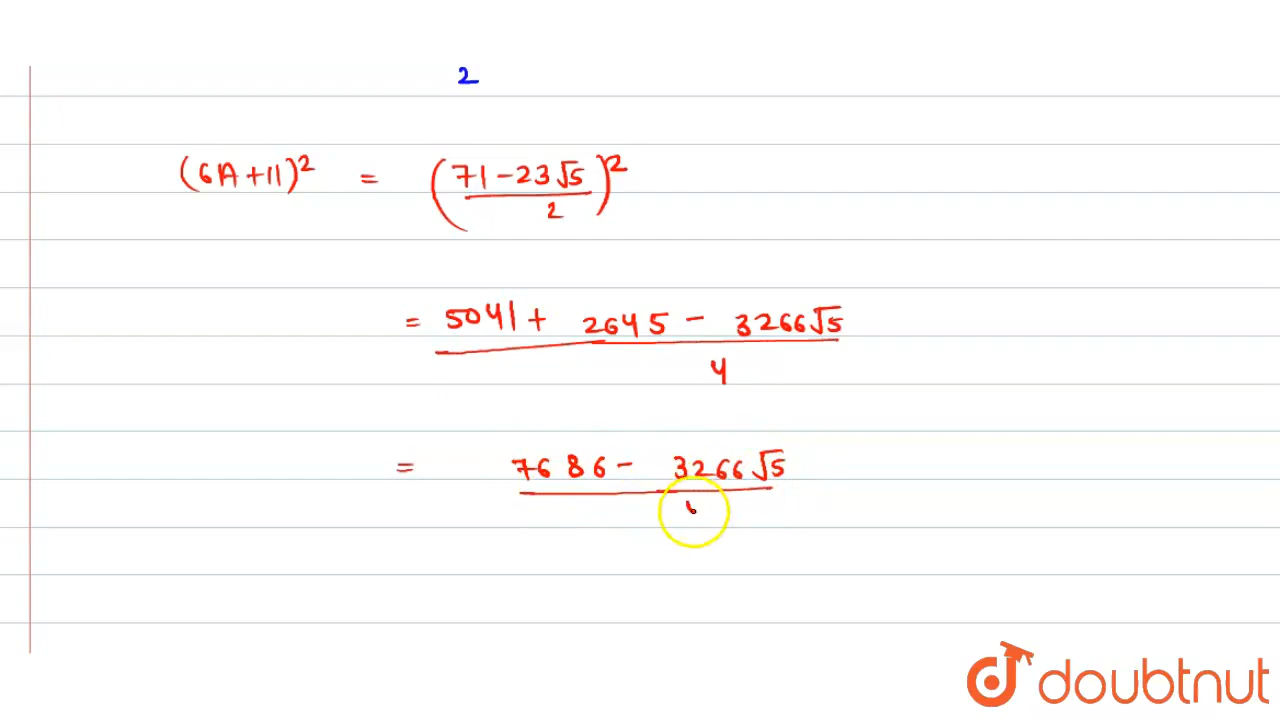 2
(6A+11)² = (71-23√5/2)²
= 5041+ 2645 - 3266√5/4
= 7686 - 3266√5
doubtnut